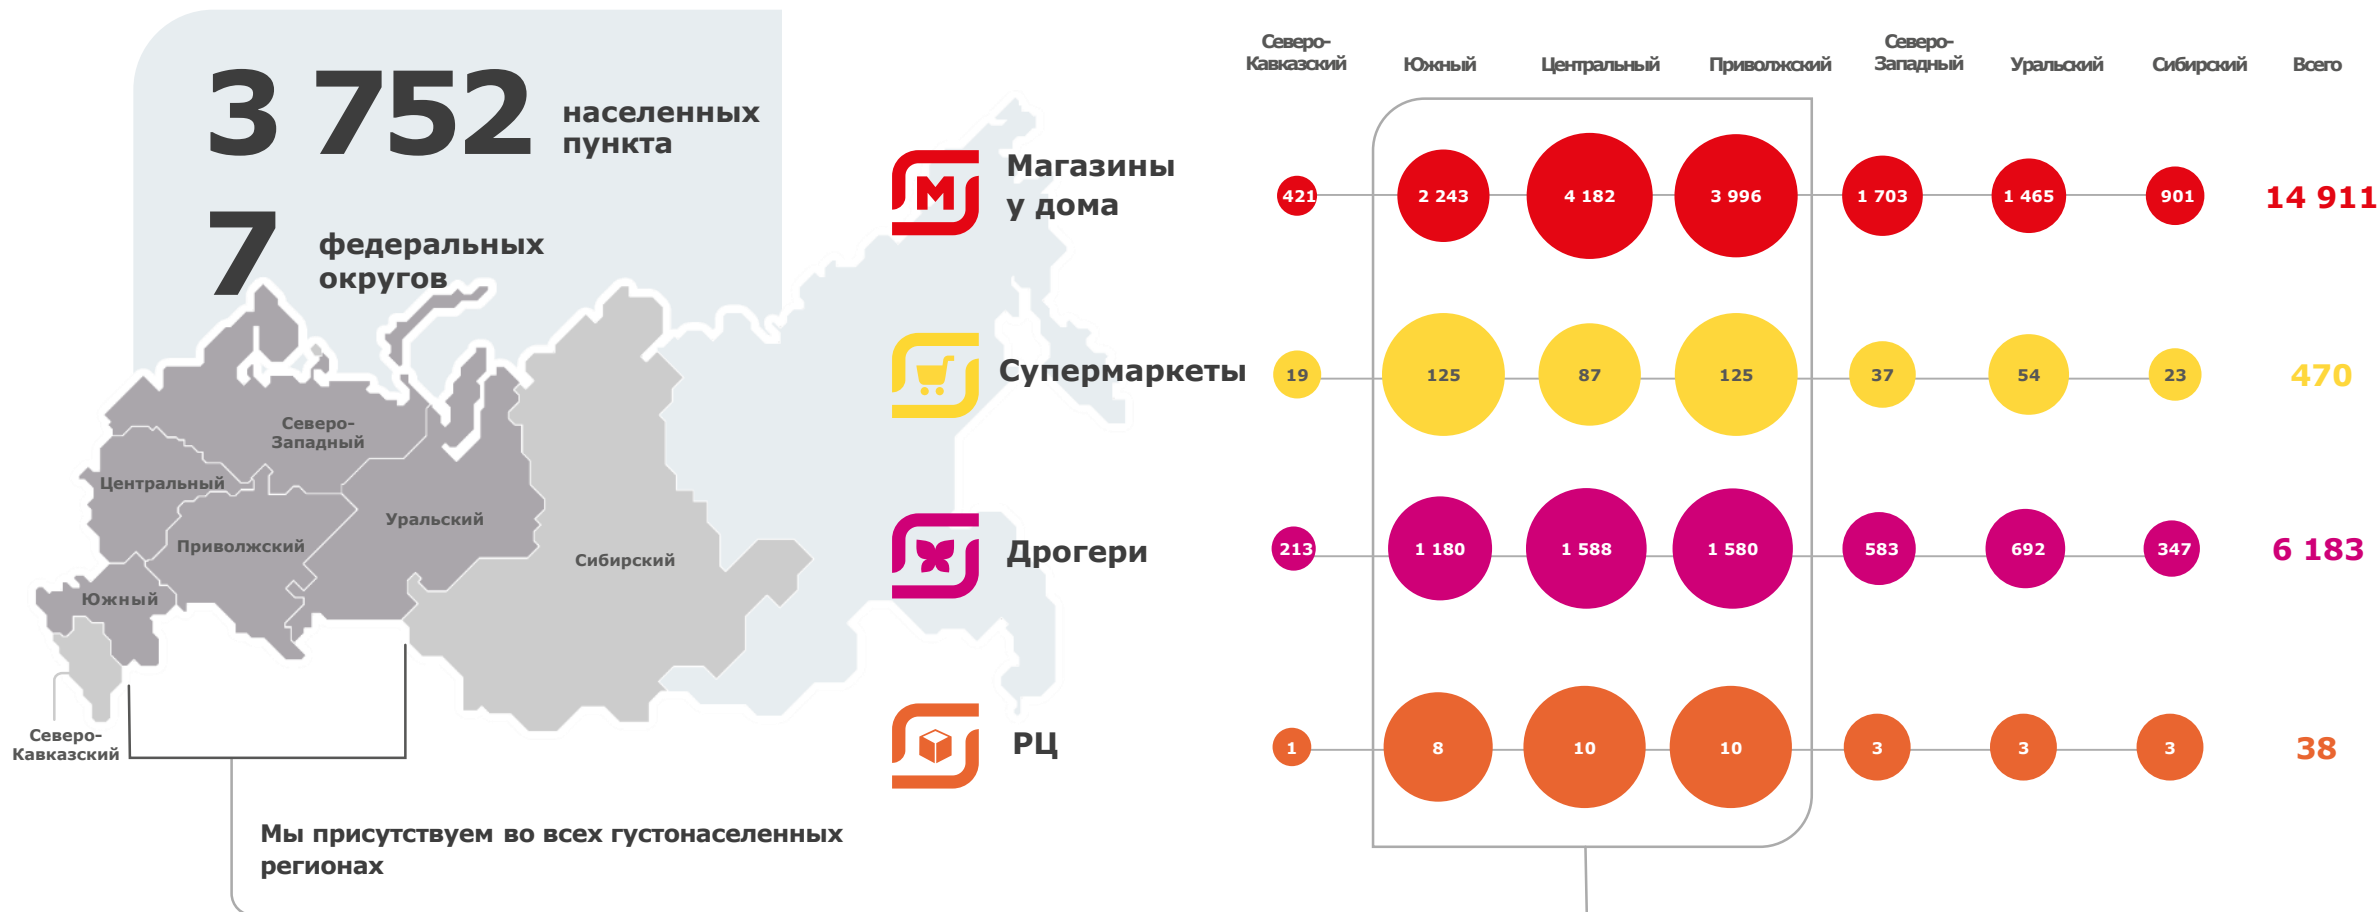 3 752 населенных
пункта
7 федеральных
округов
Северо-
Западный
Центральный
Уральский
Приволжский
Сибирский
Южный
Северо-
Кавказский
Мы присутствуем во всех густонаселенных
регионах
Северо-
Кавказский
Южный
Центральный
Приволжский
Северо-
Западный
Уральский
Сибирский
Всего
М
Магазины
у дома
421 2 243 4 182 3 996 1 703 1 465 901 14 911
Супермаркеты
19 125 87 125 37 54 23 470
Дрогери
213 1 180 1 588 1 580 583 692 347 6 183
РЦ
1 8 10 10 3 3 3 38